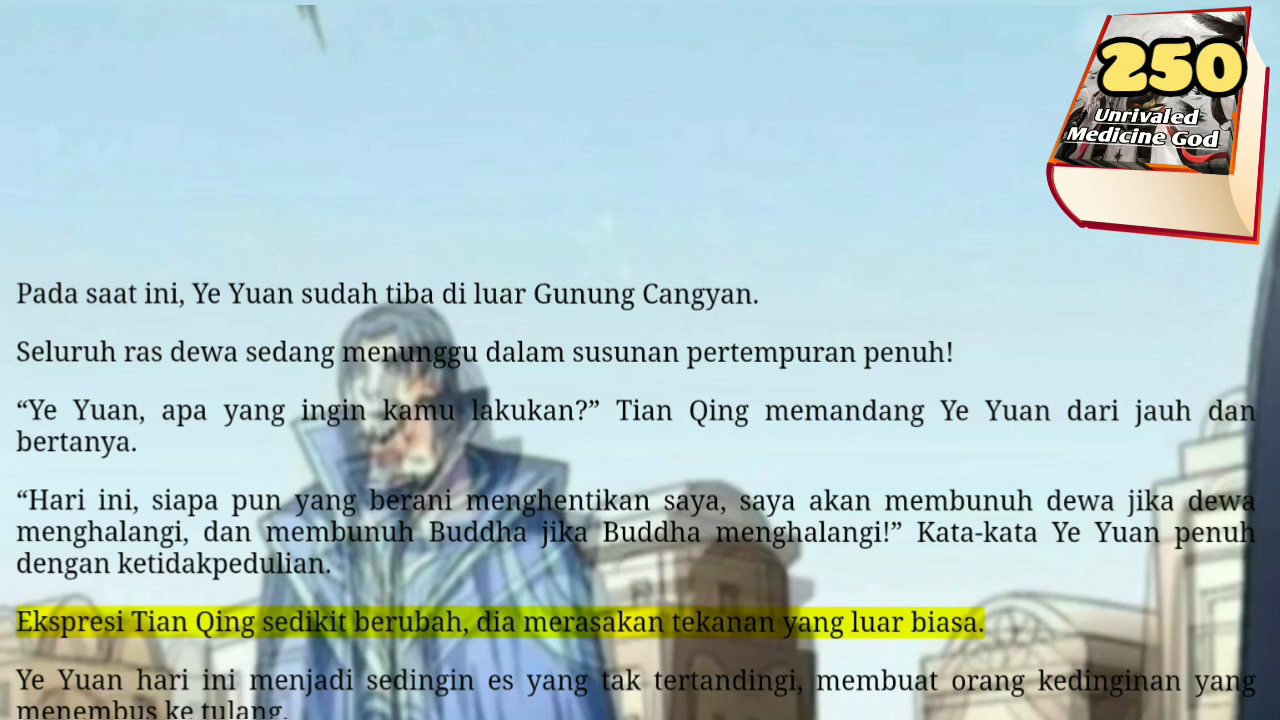 250
Unrivaled
Medicine God
Pada saat ini, Ye Yuan sudah tiba di luar Gunung Cangyan.
Seluruh ras dewa sedang menunggu dalam susunan pertempuran penuh!
“Ye Yuan, apa yang ingin kamu lakukan?” Tian Qing memandang Ye Yuan dari jauh dan
bertanya.
“Hari ini, siapa pun yang berani menghentikan saya, saya akan membunuh dewa jika dewa
menghalangi, dan membunuh Buddha jika Buddha menghalangi!” Kata-kata Ye Yuan penuh
dengan ketidakpedulian.
Ekspresi Tian Qing sedikit berubah, dia merasakan tekanan yang luar biasa.
Ye Yuan hari ini menjadi sedingin es yang tak tertandingi, membuat orang kedinginan yang
menembus ke tulang.